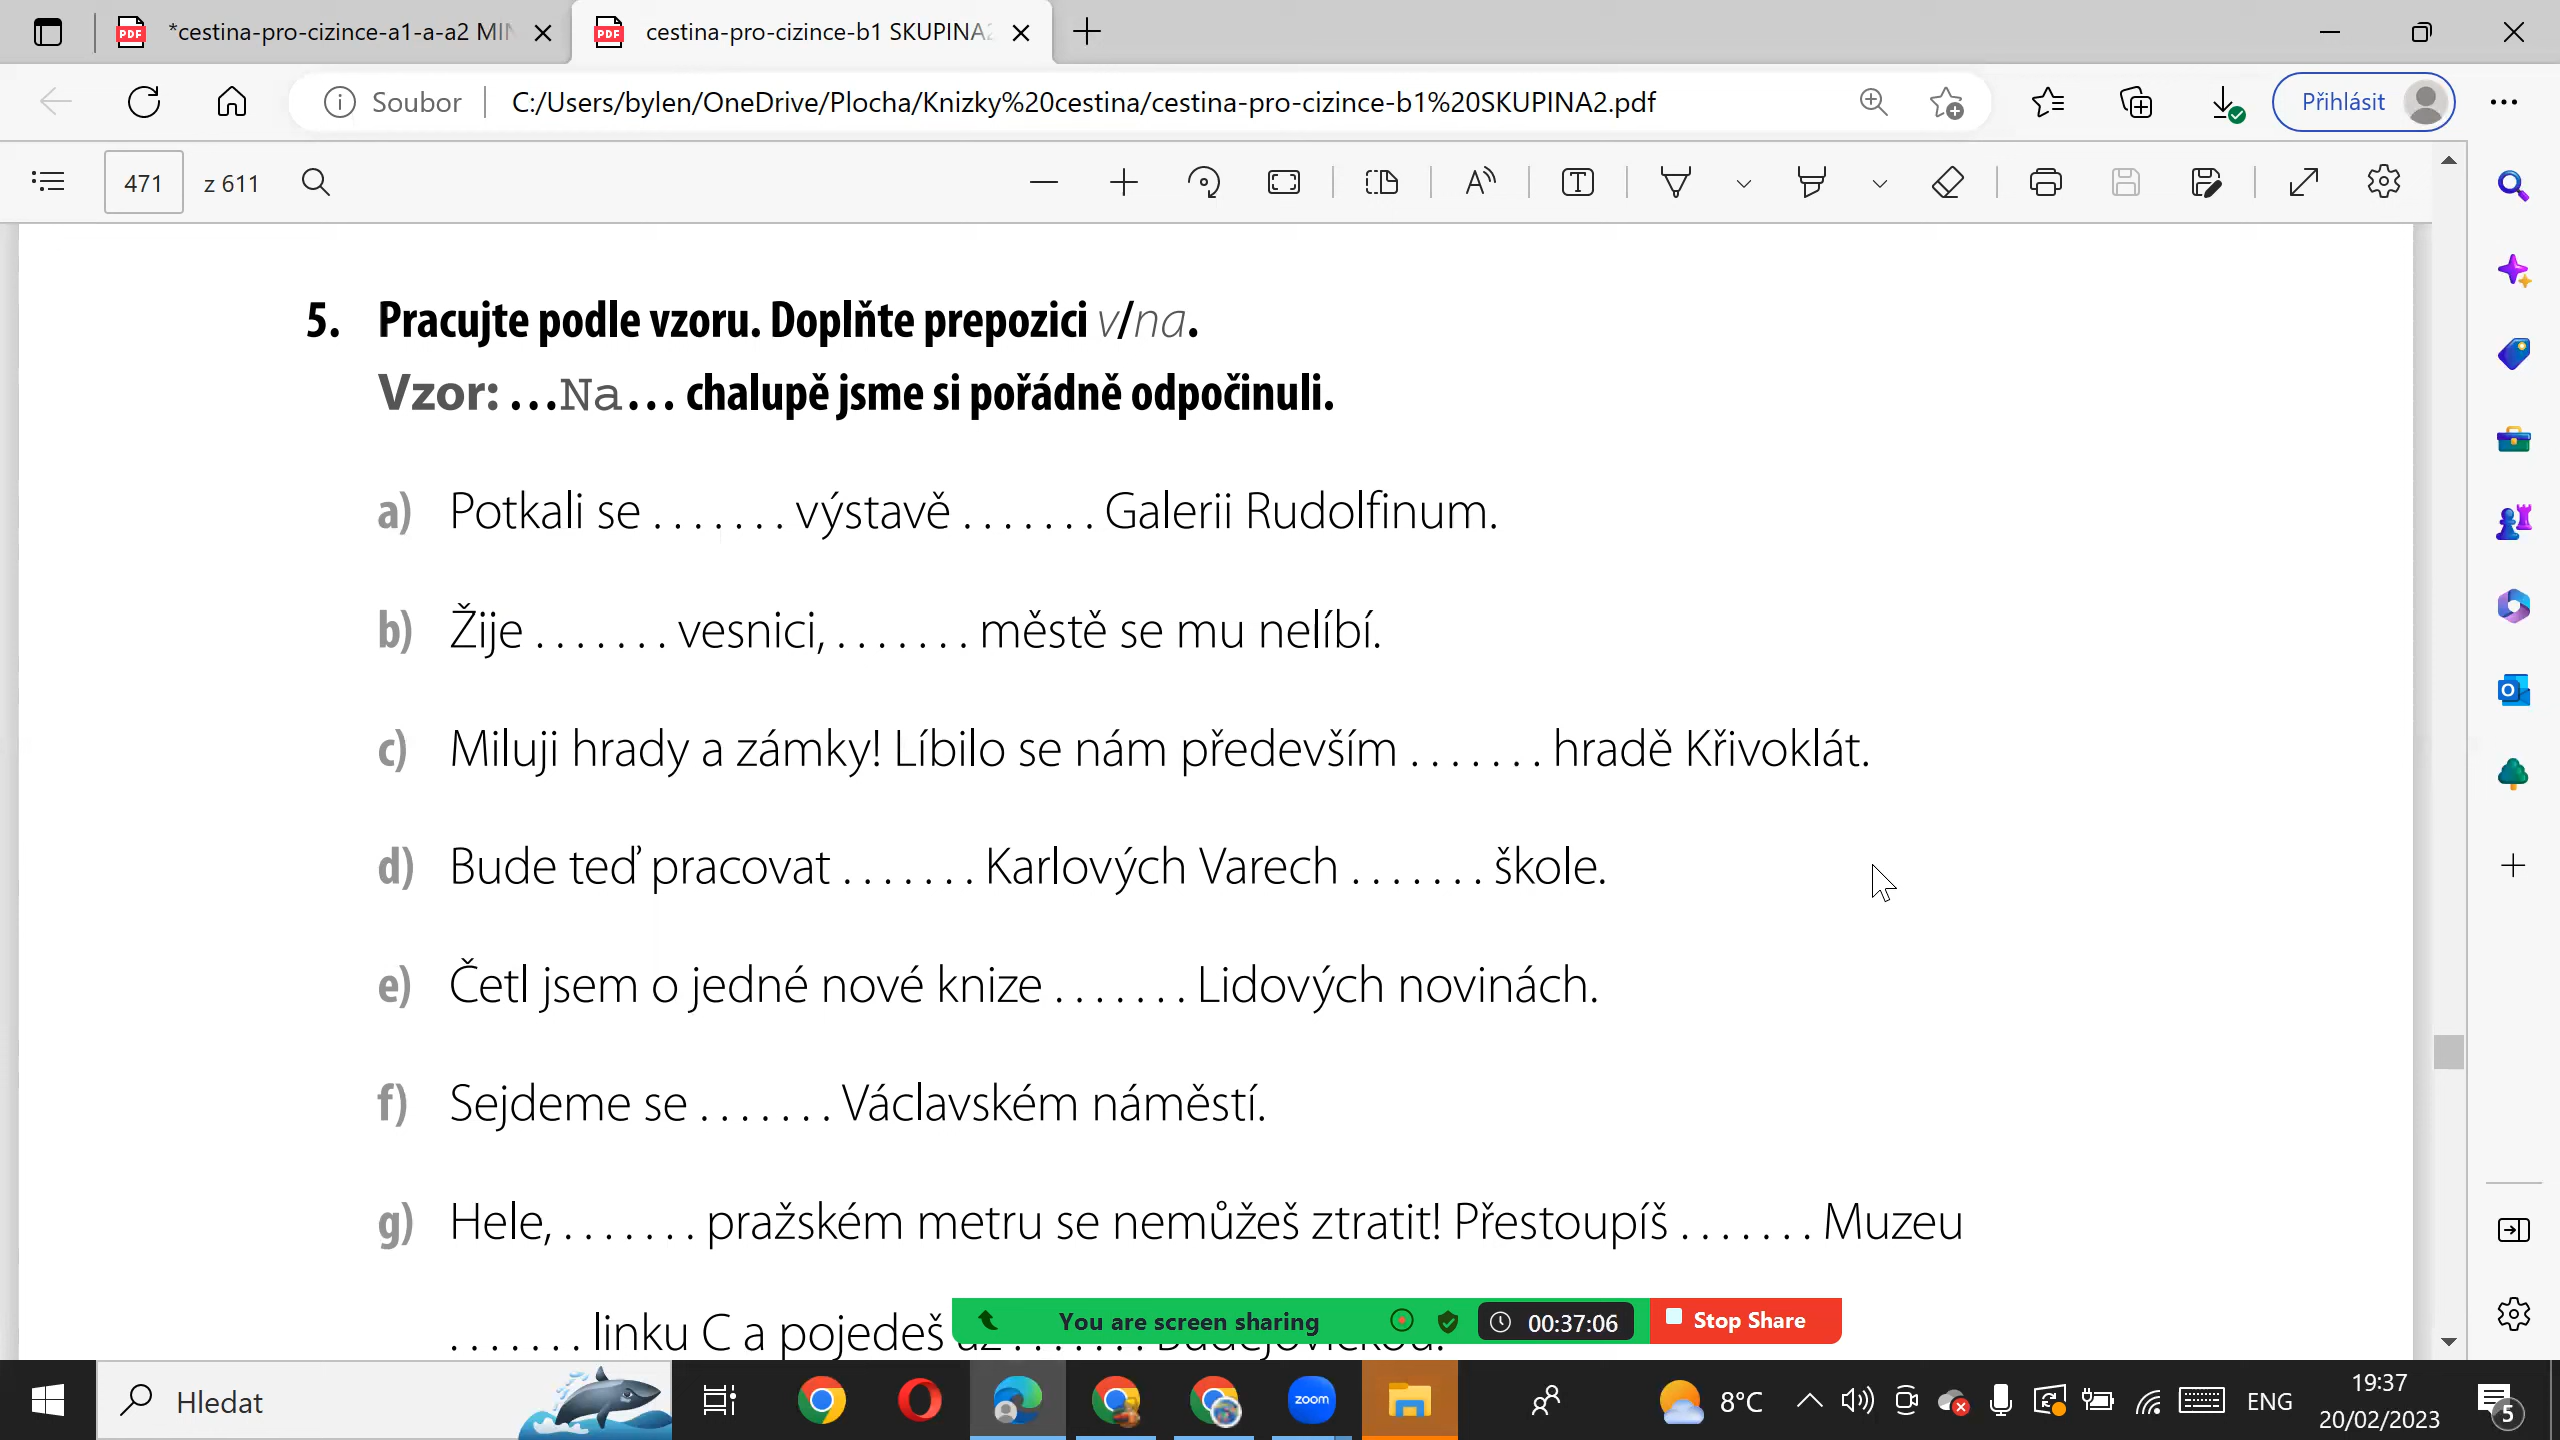 *cestina-pro-cizince-a1-a-a2 MIN
cestina-pro-cizince-b1 SKUPINA2
Soubor
C:/Users/bylen/OneDrive/Plocha/Knizky%20cestina/cestina-pro-cizince-b1%20SKUPINA2.pdf
Přihlásit
471 z 611
5. Pracujte podle vzoru. Doplňte prepozici v/na.
Vzor: ...Na... chalupě jsme si pořádně odpočinuli.
a) Potkali se ....... výstavě ....... Galerii Rudolfinum.
b) Žije ....... vesnici, ....... městě se mu nelíbí.
c) Miluji hrady a zámky! Líbilo se nám především ....... hradě Křivoklát.
d) Bude teď pracovat ....... Karlových Varech ....... škole.
e) Četl jsem o jedné nové knize ....... Lidových novinách.
f) Sejdeme se ....... Václavském náměstí.
g) Hele, ....... pražském metru se nemůžeš ztratit! Přestoupíš ....... Muzeu
....... linku C a pojedeš
You are screen sharing 00:37:06 Stop Share
Hledat
zoom
8°C
ENG
19:37
20/02/2023
5